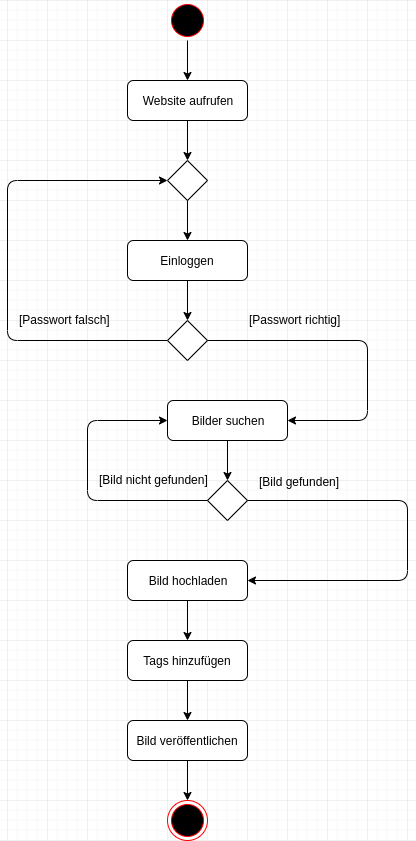 Website aufrufen
Einloggen
[Passwort falsch]
[Passwort richtig]
Bilder suchen
[Bild nicht gefunden]
[Bild gefunden]
Bild hochladen
Tags hinzufügen
Bild veröffentlichen